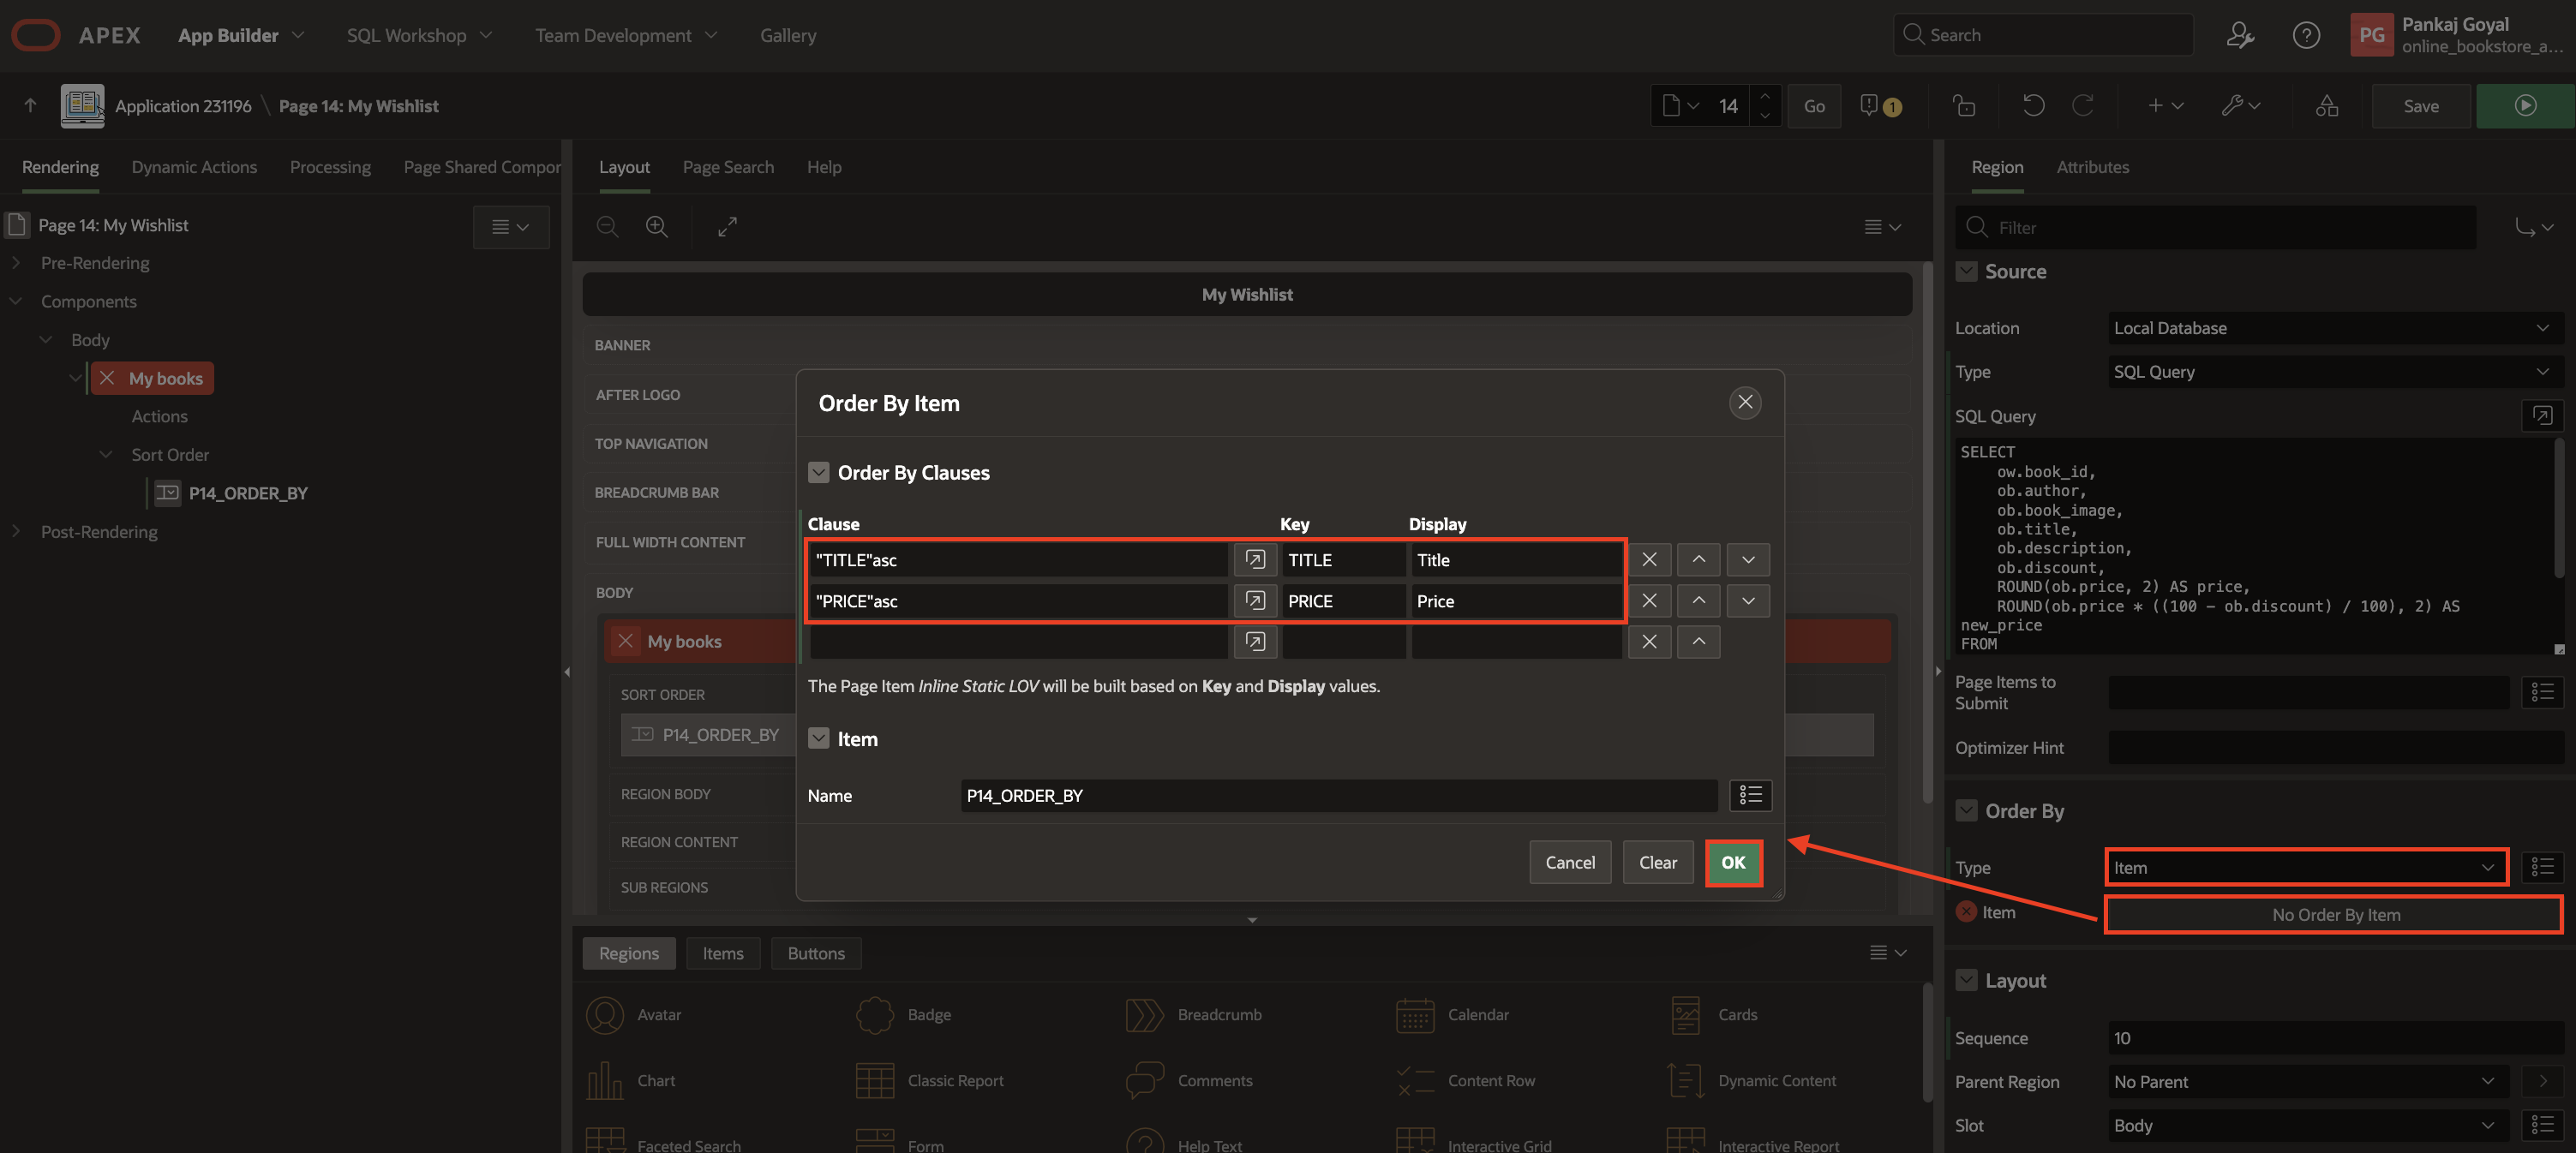 APEX App Builder SQL Workshop Team Development Gallery Search PG Pankaj Goyal
online_bookstore_a...
Application 231196 \ Page 14: My Wishlist 14 Go 1 Save
Rendering Dynamic Actions Processing Page Shared Compor
Page 14: My Wishlist
Pre-Rendering
Components
Body
My books
Actions
Sort Order
P14_ORDER_BY
Post-Rendering
Layout Page Search Help
My Wishlist
BANNER
AFTER LOGO
TOP NAVIGATION
BREADCRUMB BAR
FULL WIDTH CONTENT
BODY
My books
SORT ORDER
P14_ORDER_BY
REGION BODY
REGION CONTENT
SUB REGIONS
Order By Item
Order By Clauses
Clause Key Display
"TITLE"asc TITLE Title
"PRICE"asc PRICE Price
The Page Item Inline Static LOV will be built based on Key and Display values.
Item
Name P14_ORDER_BY
Cancel Clear OK
Regions Items Buttons
Avatar Badge Breadcrumb Calendar Cards
Chart Classic Report Comments Content Row Dynamic Content
Faceted Search Form Help Text Interactive Grid Interactive Report
Region Attributes
Filter
Source
Location Local Database
Type SQL Query
SQL Query
SELECT
ow.book_id,
ob.author,
ob.book_image,
ob.title,
ob.description,
ob.discount,
ROUND(ob.price, 2) AS price,
ROUND(ob.price * ((100 - ob.discount) / 100), 2) AS
new_price
FROM
Page Items to
Submit
Optimizer Hint
Order By
Type Item
Item No Order By Item
Layout
Sequence 10
Parent Region No Parent
Slot Body